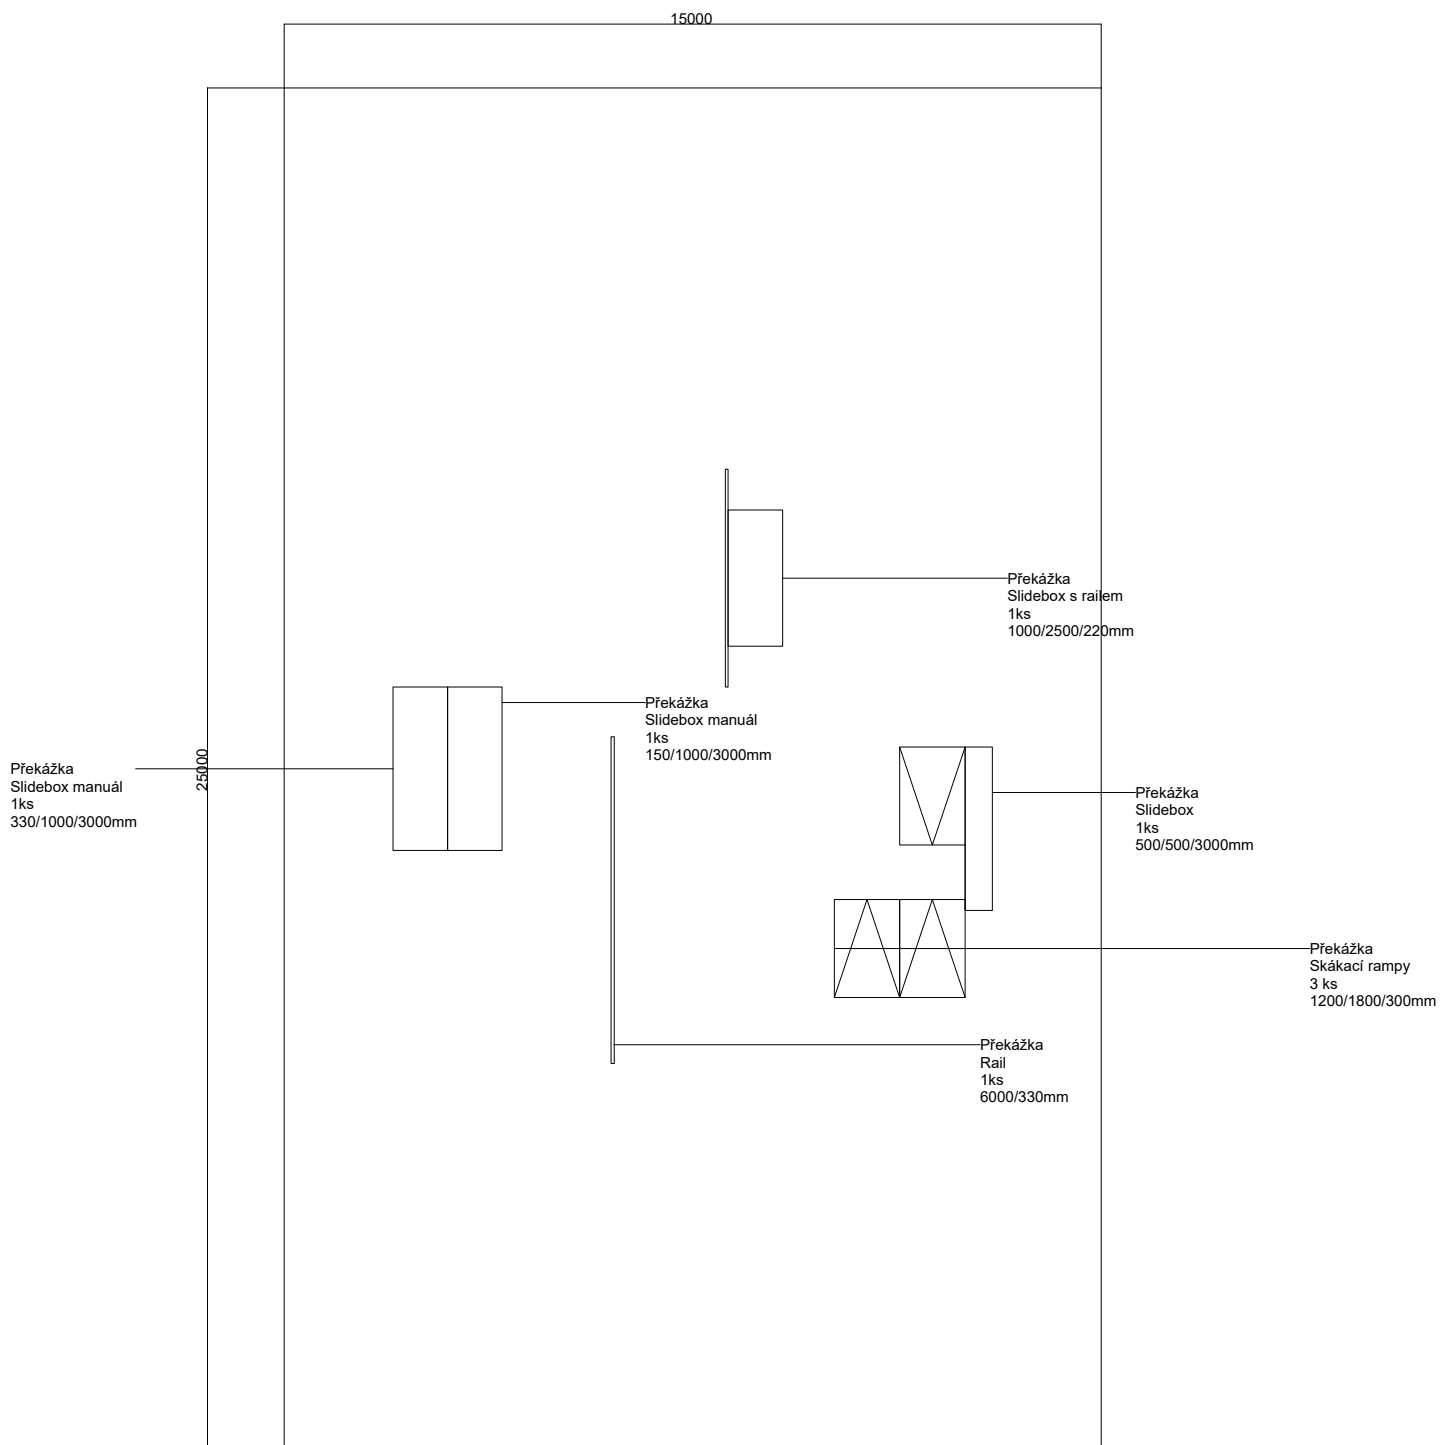 15000
Překážka
Slidebox s railem
1ks
1000/2500/220mm
Překážka
Slidebox manuál
1ks
150/1000/3000mm
25000
Překážka
Slidebox manuál
1ks
330/1000/3000mm
Překážka
Slidebox
1ks
500/500/3000mm
Překážka
Skákací rampy
3 ks
1200/1800/300mm
Překážka
Rail
1ks
6000/330mm